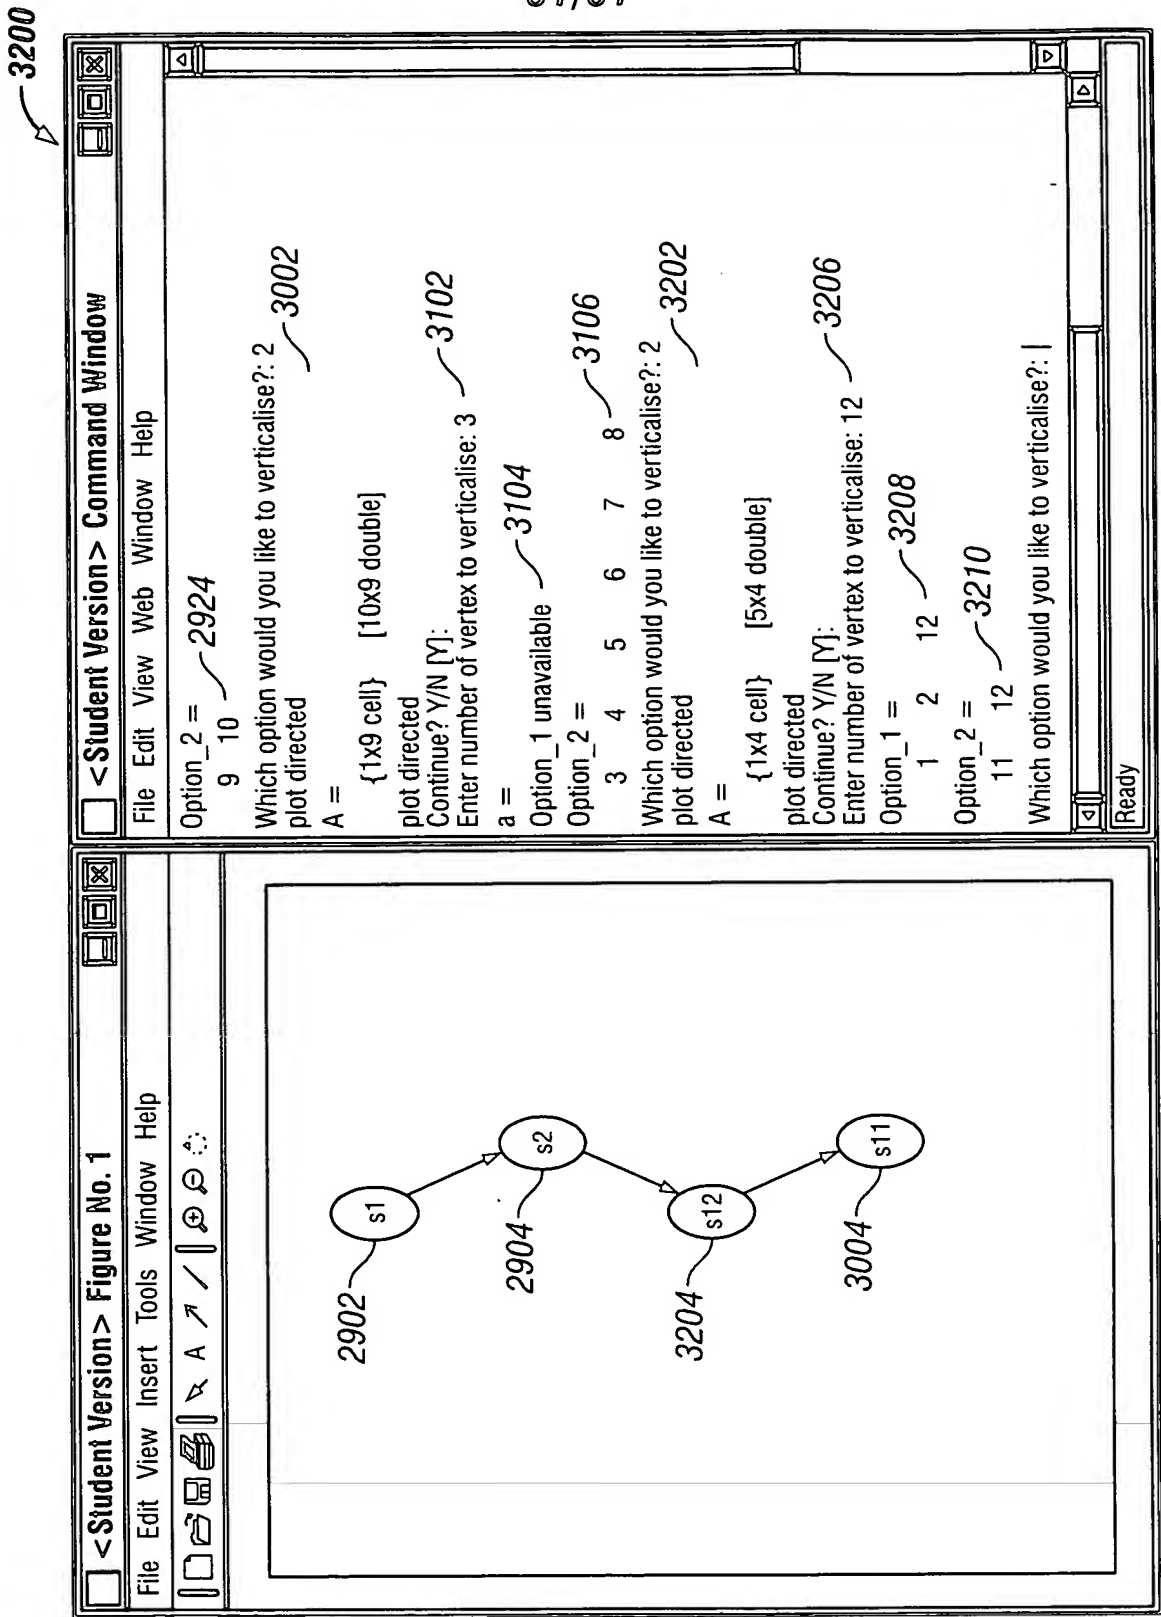 3200
<Student Version> Figure No. 1
File Edit View Insert Tools Window Help
A
s1
2902
s2
2904
s12
3204
s11
3004
<Student Version> Command Window
File Edit View Web Window Help
Option_2 =
9 10 2924
Which option would you like to verticalise?: 2
plot directed 3002
A =
{1x9 cell} [10x9 double]
plot directed
Continue? Y/N [Y]:
Enter number of vertex to verticalise: 3 3102
a =
Option_1 unavailable 3104
Option_2 =
3 4 5 6 7 8 3106
Which option would you like to verticalise?: 2
plot directed 3202
A =
{1x4 cell} [5x4 double]
plot directed
Continue? Y/N [Y]:
Enter number of vertex to verticalise: 12 3206
Option_1 =
1 2 12 3208
Option_2 =
11 12 3210
Which option would you like to verticalise?: |
Ready